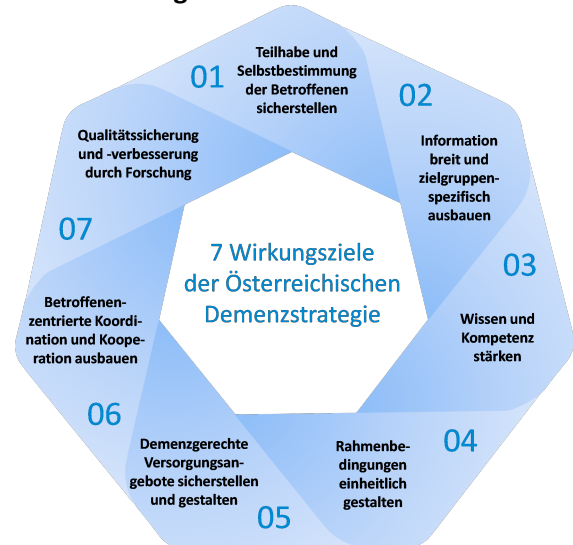 01
Teilhabe und
Selbstbestimmung
der Betroffenen
sicherstellen
02
Information
breit und
zielgruppen-
spezifisch
ausbauen
03
Wissen und
Kompetenz
stärken
04
Rahmenbe-
dingungen
einheitlich
gestalten
05
Demenzgerechte
Versorgungsan-
gebote sicherstellen
und gestalten
06
Betroffenen-
zentrierte Koordi-
nation und Koope-
ration ausbauen
07
Qualitätssicherung
und -verbesserung
durch Forschung
7 Wirkungsziele
der Österreichischen
Demenzstrategie